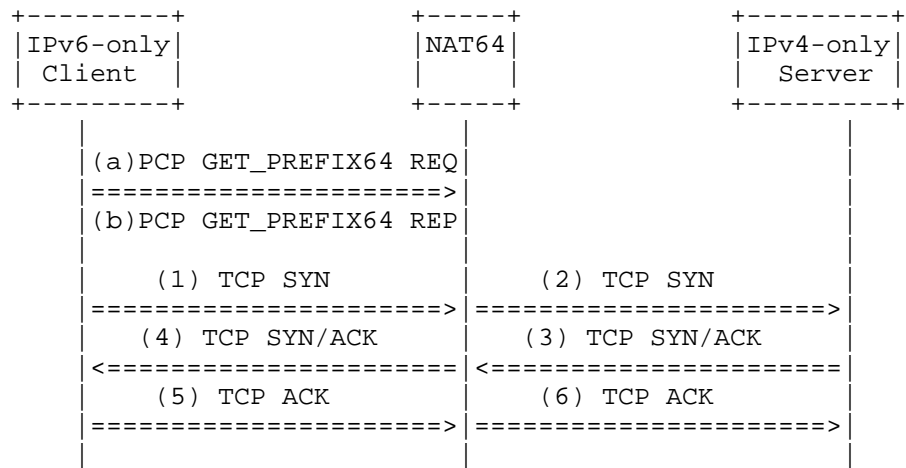 +---------+ +-----+ +---------+
|IPv6-only| |NAT64| |IPv4-only|
| Client | | | | Server |
+---------+ +-----+ +---------+
| | |
|(a)PCP GET_PREFIX64 REQ| |
|======================>| |
|(b)PCP GET_PREFIX64 REP| |
| | |
| (1) TCP SYN | (2) TCP SYN |
|======================>|======================>|
| (4) TCP SYN/ACK | (3) TCP SYN/ACK |
|<======================|<======================|
| (5) TCP ACK | (6) TCP ACK |
|======================>|======================>|
| | |